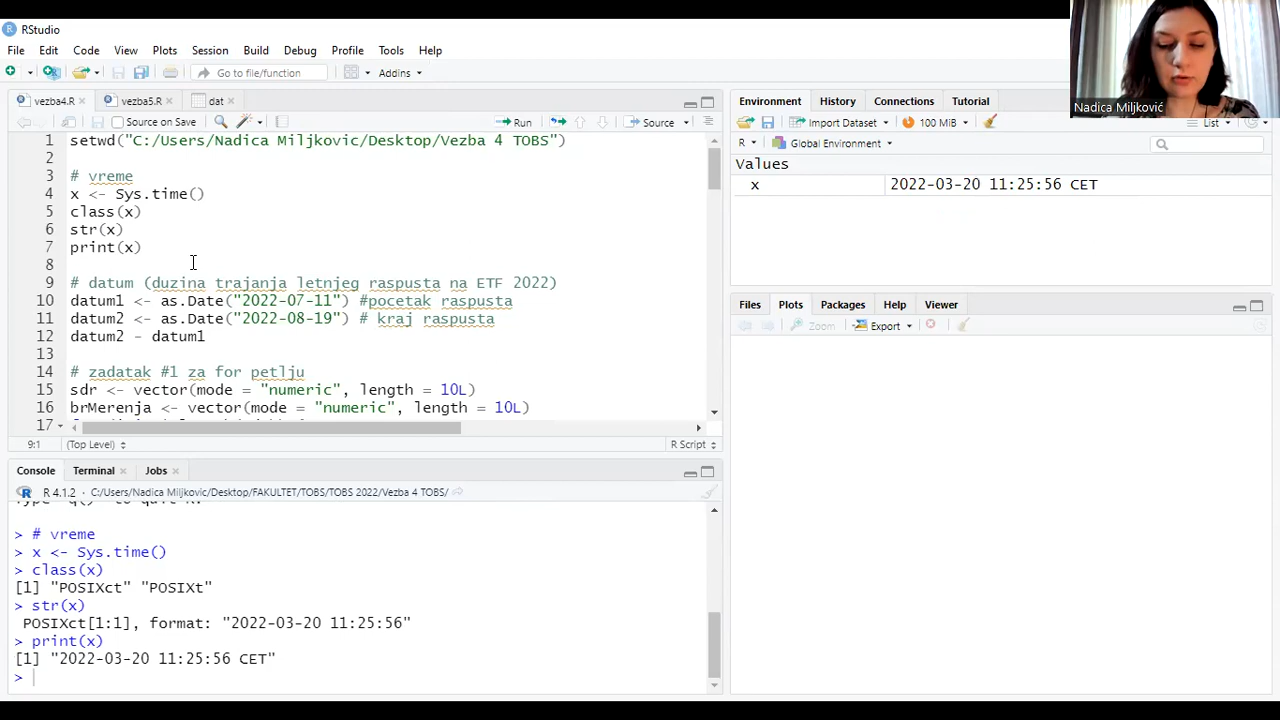 RStudio
File Edit Code View Plots Session Build Debug Profile Tools Help
Go to file/function Addins
vezba4.R vezba5.R dat
Source on Save Run Source
1 setwd("C:/Users/Nadica Miljkovic/Desktop/Vezba 4 TOBS")
2
3 # vreme
4 x <- Sys.time()
5 class(x)
6 str(x)
7 print(x)
8
9 # datum (duzina trajanja letnjeg raspusta na ETF 2022)
10 datum1 <- as.Date("2022-07-11") #pocetak raspusta
11 datum2 <- as.Date("2022-08-19") # kraj raspusta
12 datum2 - datum1
13
14 # zadatak #1 za for petlju
15 sdr <- vector(mode = "numeric", length = 10L)
16 brMerenja <- vector(mode = "numeric", length = 10L)
17
9:1 (Top Level) R Script
Console Terminal Jobs
R 4.1.2 · C:/Users/Nadica Miljkovic/Desktop/FAKULTET/TOBS/TOBS 2022/Vezba 4 TOBS/
> # vreme
> x <- Sys.time()
> class(x)
[1] "POSIXct" "POSIXt"
> str(x)
POSIXct[1:1], format: "2022-03-20 11:25:56"
> print(x)
[1] "2022-03-20 11:25:56 CET"
>
Nadica Miljković
Environment History Connections Tutorial
Import Dataset 100 MiB List
R Global Environment
Values
x 2022-03-20 11:25:56 CET
Files Plots Packages Help Viewer
Zoom Export